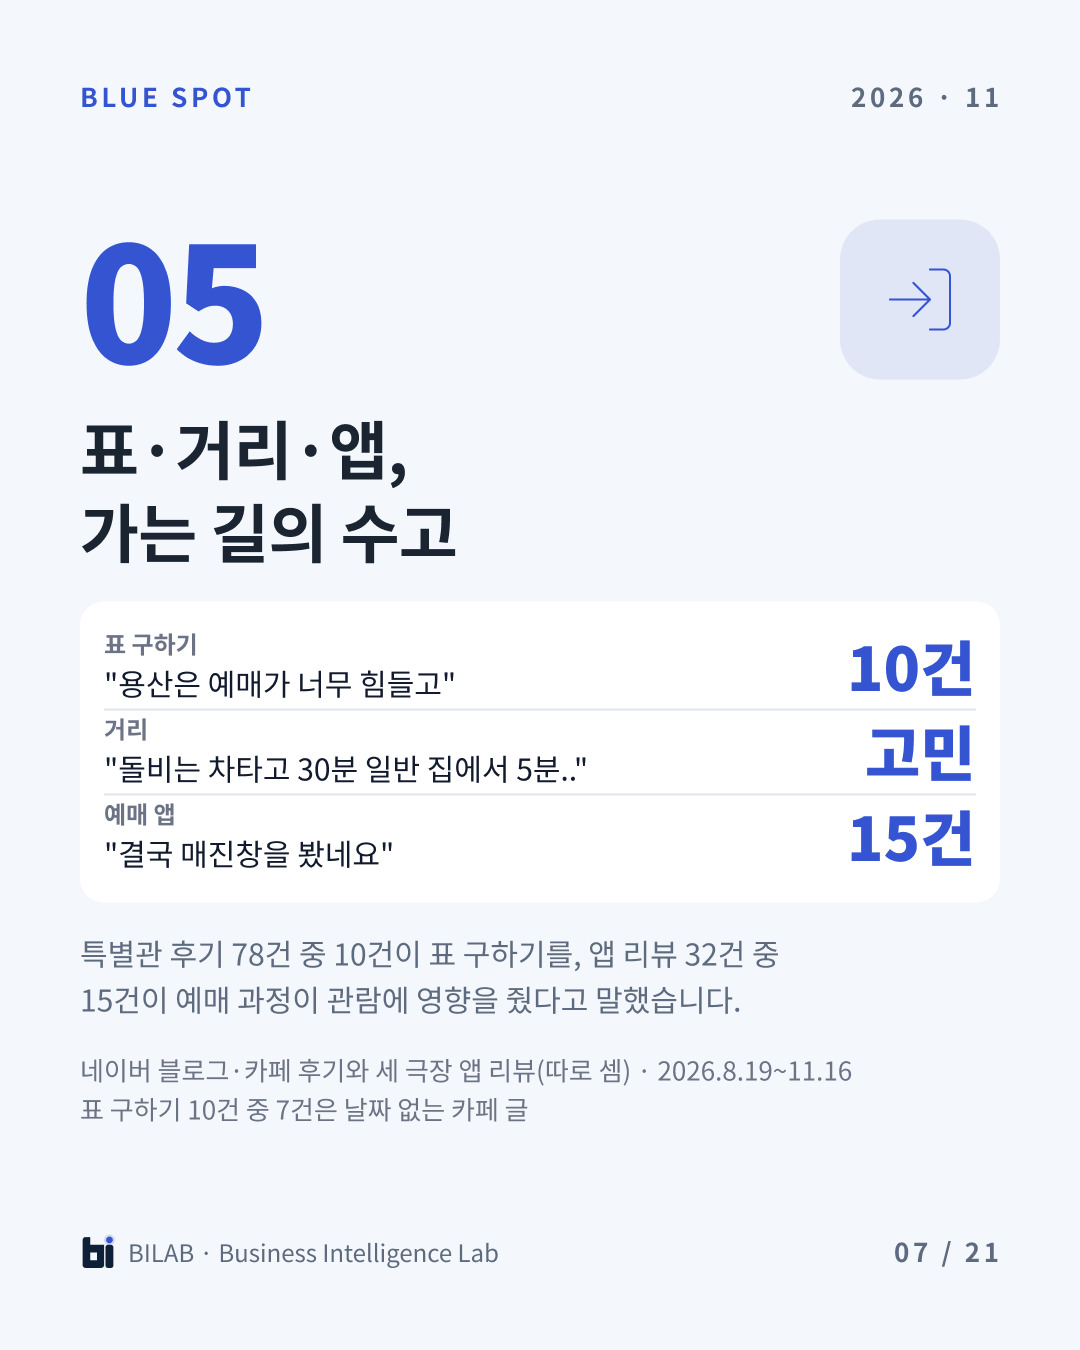 BLUE SPOT
2026 · 11
05
표·거리·앱,
가는 길의 수고
표 구하기
"용산은 예매가 너무 힘들고"
10건
거리
"돌비는 차타고 30분 일반 집에서 5분.."
고민
예매 앱
"결국 매진창을 봤네요"
15건
특별관 후기 78건 중 10건이 표 구하기를, 앱 리뷰 32건 중
15건이 예매 과정이 관람에 영향을 줬다고 말했습니다.
네이버 블로그·카페 후기와 세 극장 앱 리뷰(따로 셈) · 2026.8.19~11.16
표 구하기 10건 중 7건은 날짜 없는 카페 글
bi BILAB · Business Intelligence Lab
07 / 21